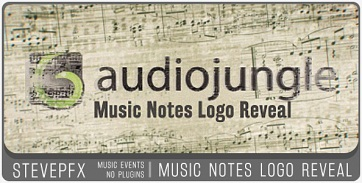 audiojungle
Music Notes Logo Reveal
STEVEPFX
MUSIC EVENTS
NO PLUGINS
MUSIC NOTES LOGO REVEAL